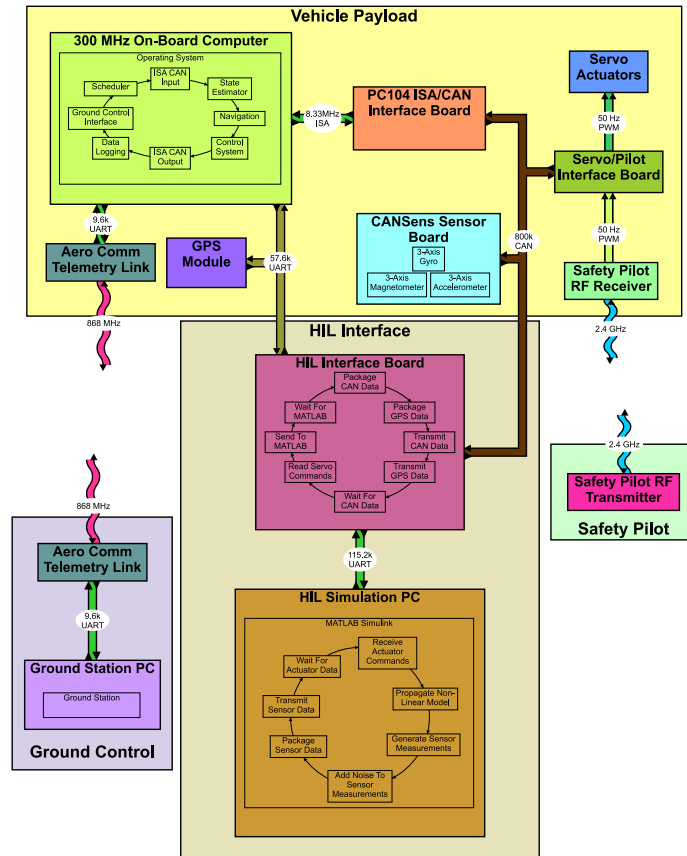 Vehicle Payload
300 MHz On-Board Computer
Operating System
ISA CAN
Input
Scheduler
State
Estimator
Ground Control
Interface
Navigation
Data
Logging
ISA CAN
Output
Control
System
8.33MHz
ISA
PC104 ISA/CAN
Interface Board
Servo
Actuators
50 Hz
PWM
Servo/Pilot
Interface Board
9.6k
UART
Aero Comm
Telemetry Link
GPS
Module
57.6k
UART
CANSens Sensor
Board
3-Axis
Gyro
3-Axis
Magnetometer
3-Axis
Accelerometer
800k
CAN
50 Hz
PWM
Safety Pilot
RF Receiver
868 MHz
2.4 GHz
HIL Interface
HIL Interface Board
Package
CAN Data
Wait For
MATLAB
Package
GPS Data
Send To
MATLAB
Transmit
CAN Data
Read Servo
Commands
Transmit
GPS Data
Wait For
CAN Data
2.4 GHz
Safety Pilot RF
Transmitter
Safety Pilot
868 MHz
Aero Comm
Telemetry Link
9.6k
UART
Ground Station PC
Ground Station
Ground Control
115.2k
UART
HIL Simulation PC
MATLAB Simulink
Receive
Actuator
Commands
Wait For
Actuator Data
Propagate Non-
Linear Model
Transmit
Sensor Data
Generate Sensor
Measurements
Package
Sensor Data
Add Noise To
Sensor
Measurements